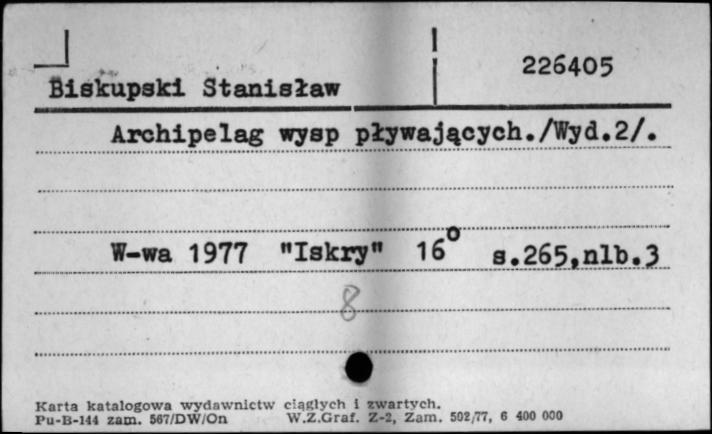 226405
Biskupski Stanisław
Archipelag wysp pływających./Wyd.2/.
W-wa 1977 "Iskry" 16° s.265,nlb.3
8
Karta katalogowa wydawnictw ciągłych i zwartych.
Pu-B-144 zam. 567/DW/On W.Z.Graf. Z-2, Zam. 502/77, 6 400 000